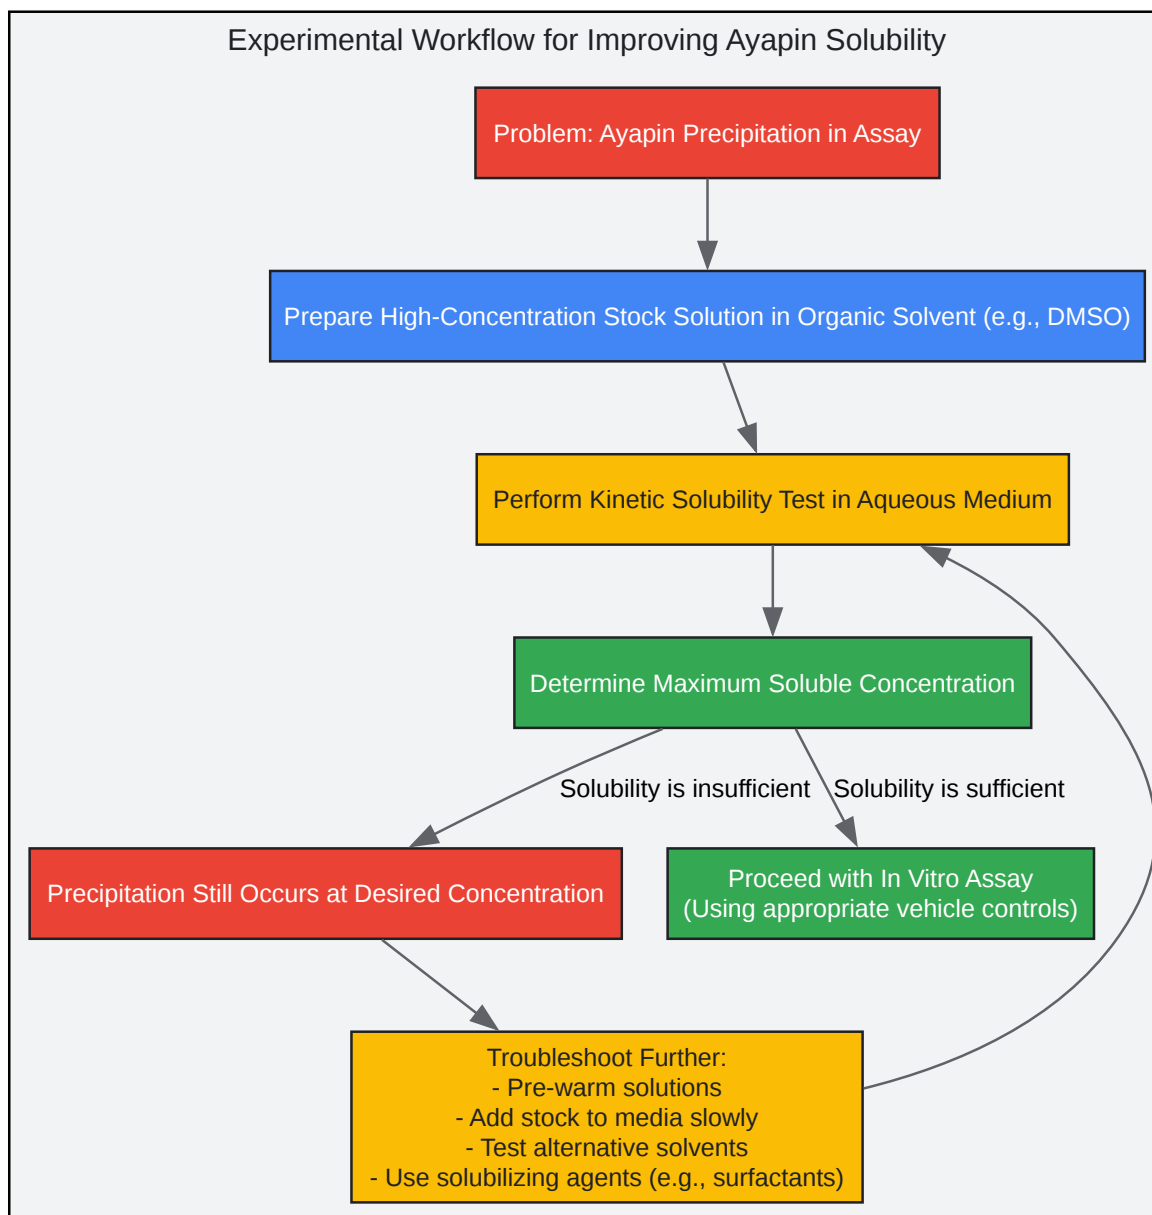 Experimental Workflow for Improving Ayapin Solubility
Problem: Ayapin Precipitation in Assay
Prepare High-Concentration Stock Solution in Organic Solvent (e.g., DMSO)
Perform Kinetic Solubility Test in Aqueous Medium
Determine Maximum Soluble Concentration
Solubility is insufficient
Solubility is sufficient
Precipitation Still Occurs at Desired Concentration
Proceed with In Vitro Assay
(Using appropriate vehicle controls)
Troubleshoot Further:
- Pre-warm solutions
- Add stock to media slowly
- Test alternative solvents
- Use solubilizing agents (e.g., surfactants)